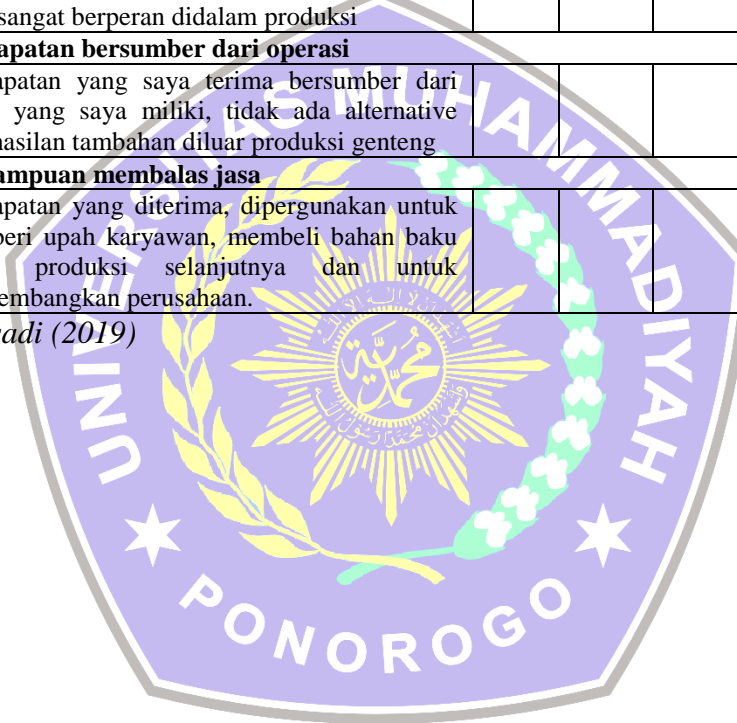 sangat berperan didalam produksi
apatan bersumber dari operasi
apatan yang saya terima bersumber dari
yang saya miliki, tidak ada alternative
hasilan tambahan diluar produksi genteng
ampuan membalas jasa
apatan yang diterima, dipergunakan untuk
beri upah karyawan, membeli bahan baku
produksi selanjutnya dan untuk
embangkan perusahaan.
adi (2019)
UNIVERSITAS MUHAMMADIYAH
PONOROGO
محمدية